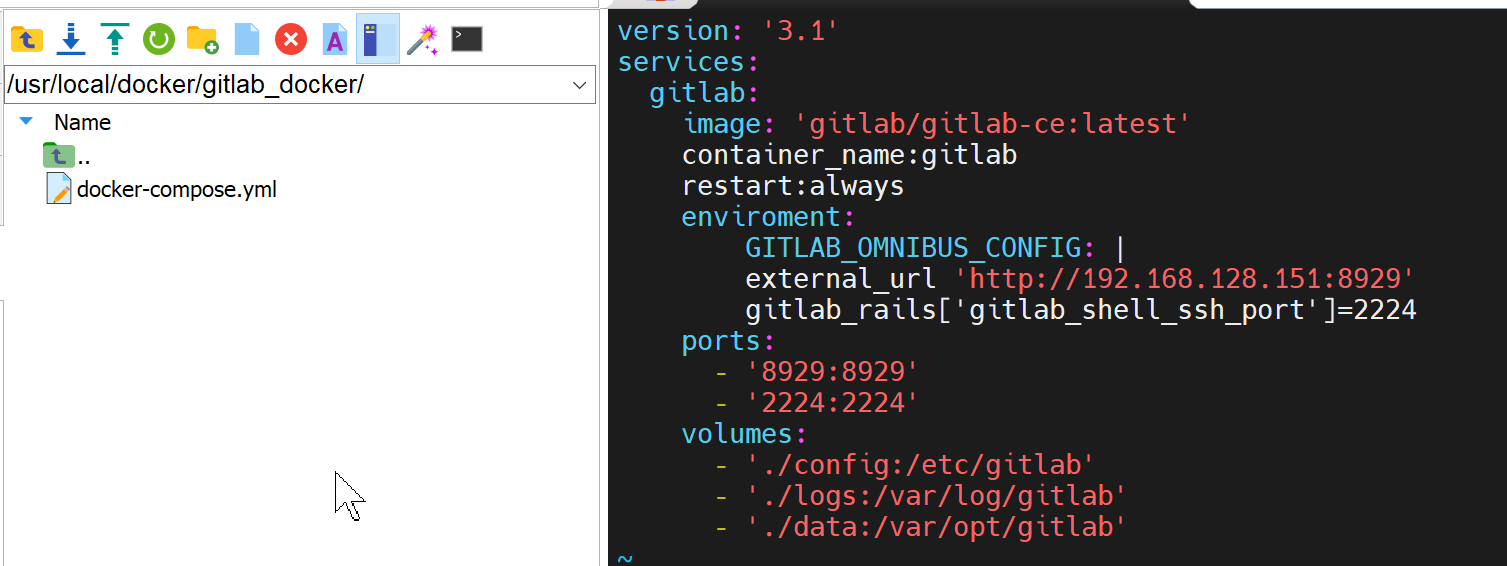 /usr/local/docker/gitlab_docker/
Name
..
docker-compose.yml
version: '3.1'
services:
  gitlab:
    image: 'gitlab/gitlab-ce:latest'
    container_name:gitlab
    restart:always
    enviroment:
        GITLAB_OMNIBUS_CONFIG: |
        external_url 'http://192.168.128.151:8929'
        gitlab_rails['gitlab_shell_ssh_port']=2224
    ports:
      - '8929:8929'
      - '2224:2224'
    volumes:
      - './config:/etc/gitlab'
      - './logs:/var/log/gitlab'
      - './data:/var/opt/gitlab'
~